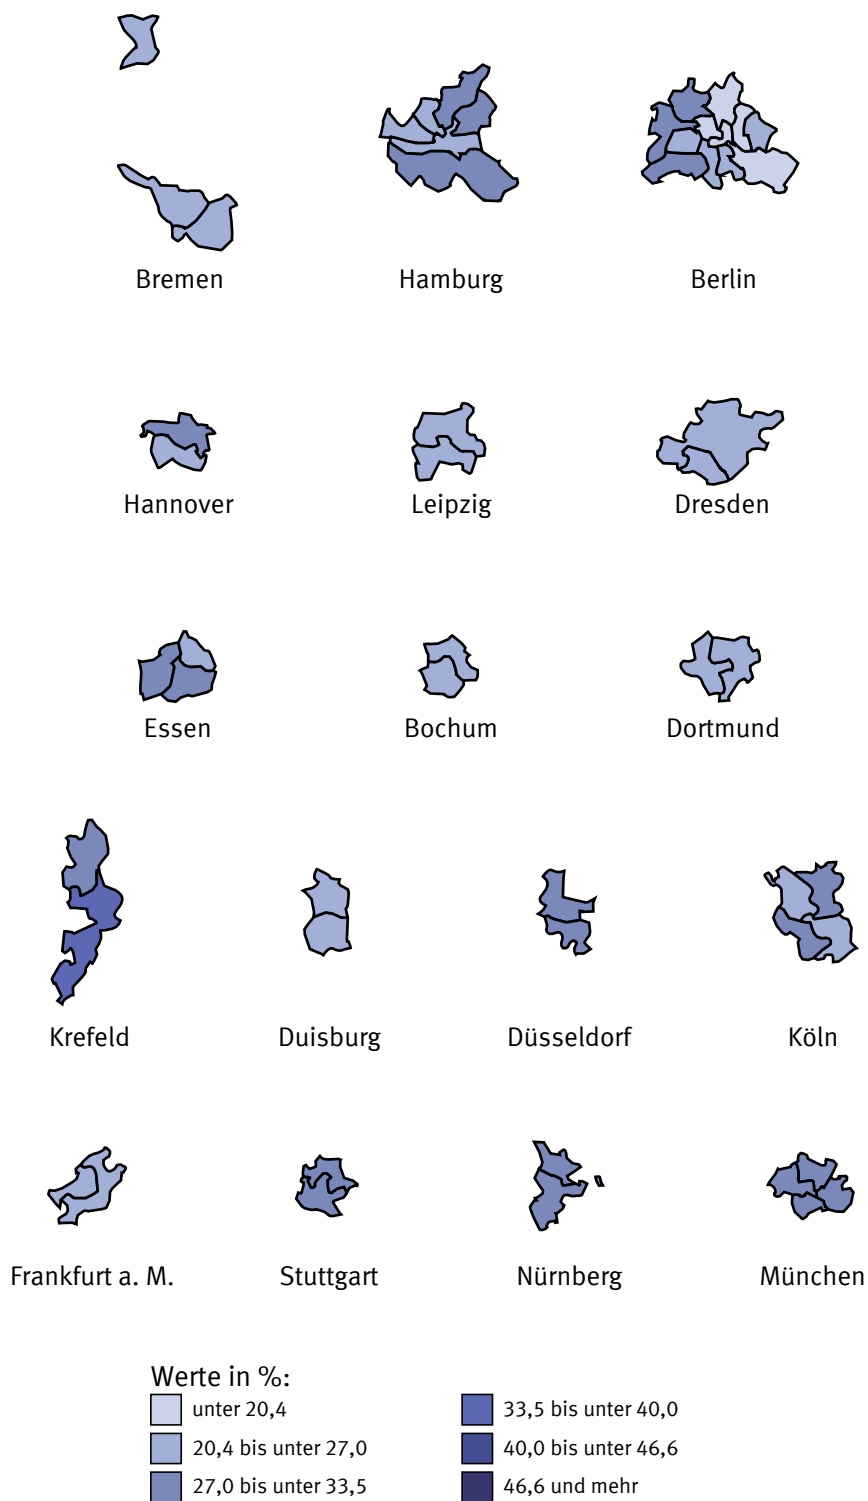 Bremen
Hamburg
Berlin
Hannover
Leipzig
Dresden
Essen
Bochum
Dortmund
Krefeld
Duisburg
Düsseldorf
Köln
Frankfurt a. M.
Stuttgart
Nürnberg
München
Werte in %:
unter 20,4
20,4 bis unter 27,0
27,0 bis unter 33,5
33,5 bis unter 40,0
40,0 bis unter 46,6
46,6 und mehr